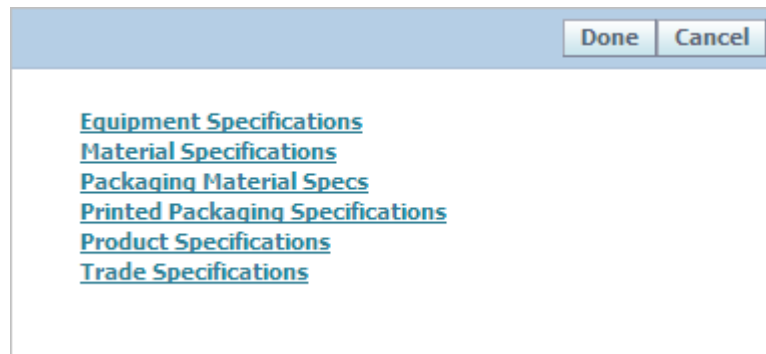 Done Cancel
Equipment Specifications
Material Specifications
Packaging Material Specs
Printed Packaging Specifications
Product Specifications
Trade Specifications